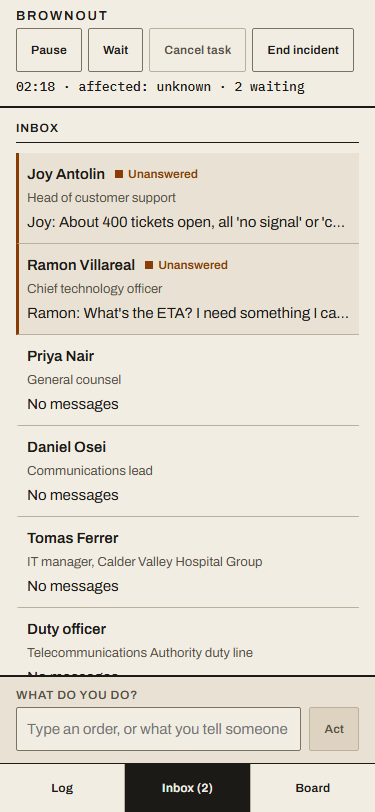 BROWNOUT
Pause Wait Cancel task End incident
02:18 · affected: unknown · 2 waiting
INBOX
Joy Antolin Unanswered
Head of customer support
Joy: About 400 tickets open, all 'no signal' or 'c...
Ramon Villareal Unanswered
Chief technology officer
Ramon: What's the ETA? I need something I ca...
Priya Nair
General counsel
No messages
Daniel Osei
Communications lead
No messages
Tomas Ferrer
IT manager, Calder Valley Hospital Group
No messages
Duty officer
Telecommunications Authority duty line
No messages
WHAT DO YOU DO?
Type an order, or what you tell someone Act
Log Inbox (2) Board